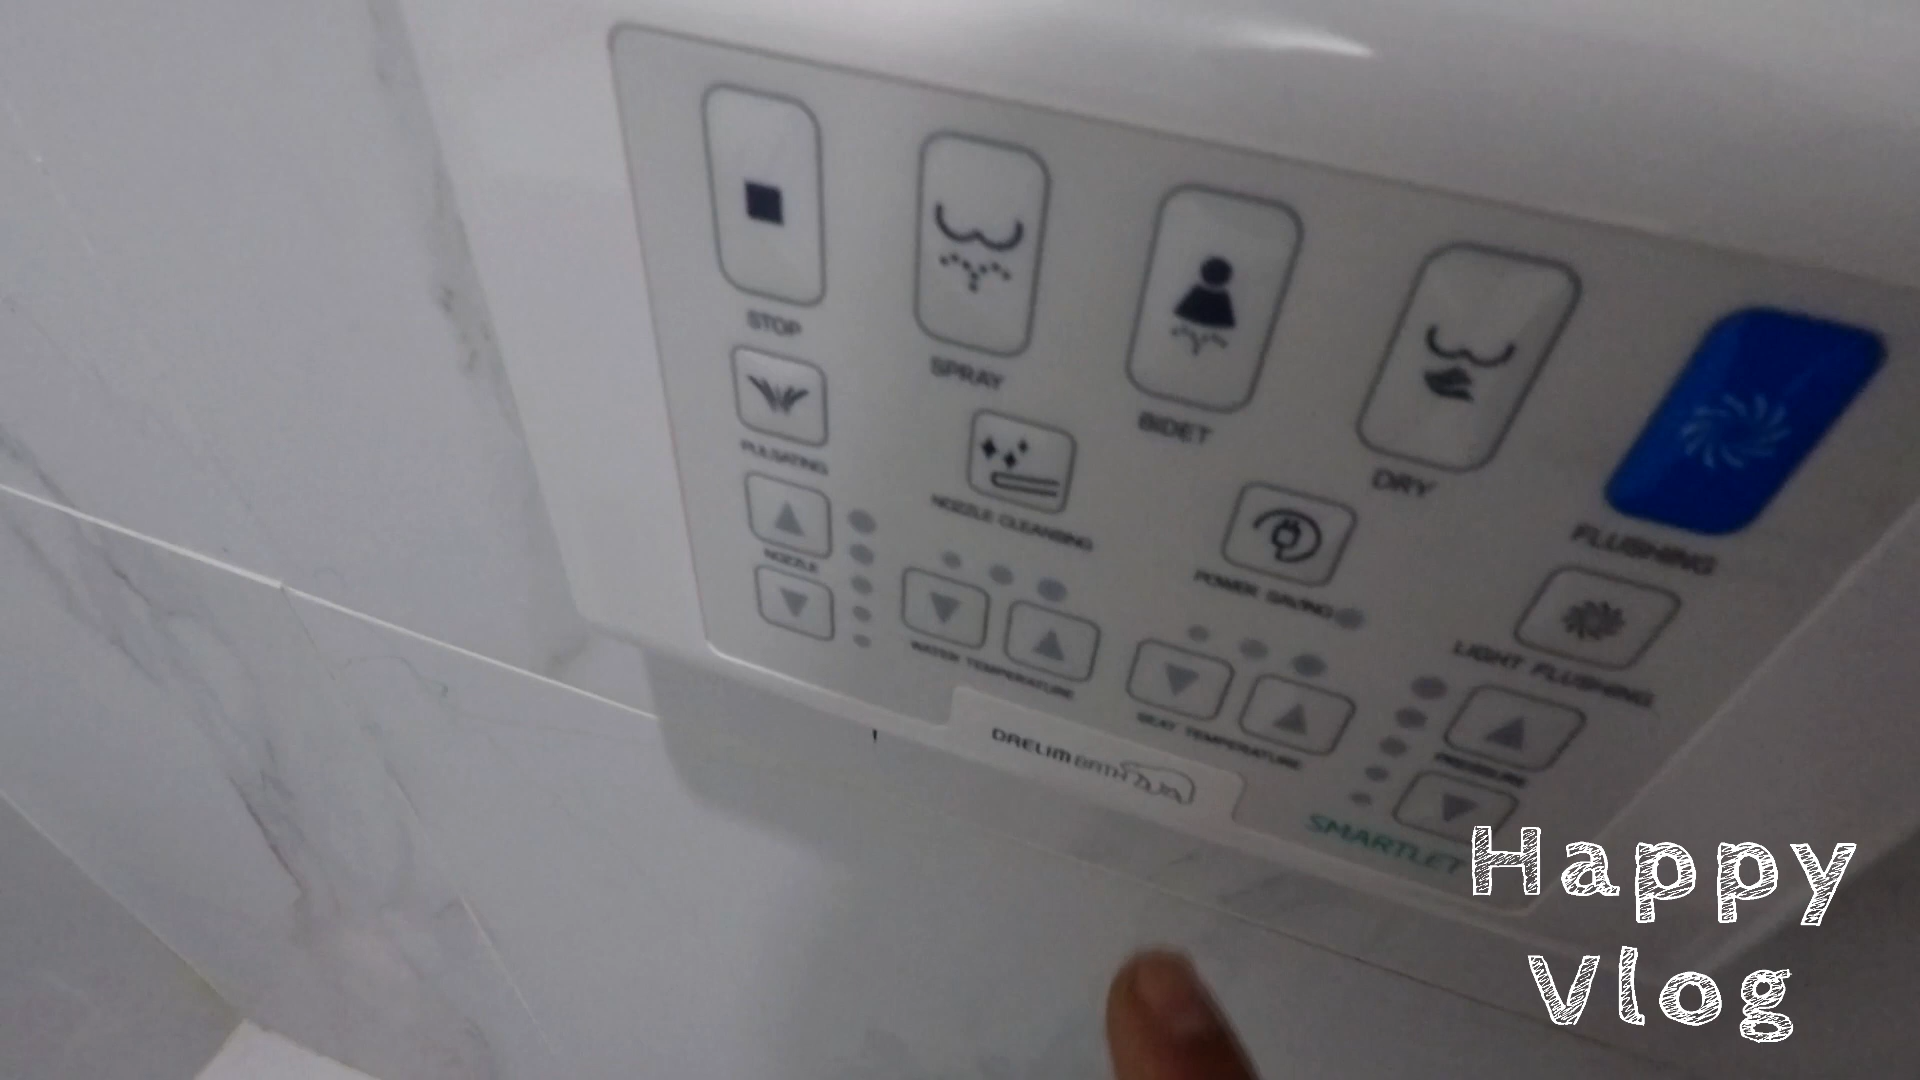 STOP
SPRAY
BIDET
DRY
FLUSHING
PULSATING
NOZZLE CLEANSING
POWER SAVING
LIGHT FLUSHING
NOZZLE
WATER TEMPERATURE
SEAT TEMPERATURE
PRESSURE
DAELIM BATH
SMARTLET
Happy
Vlog